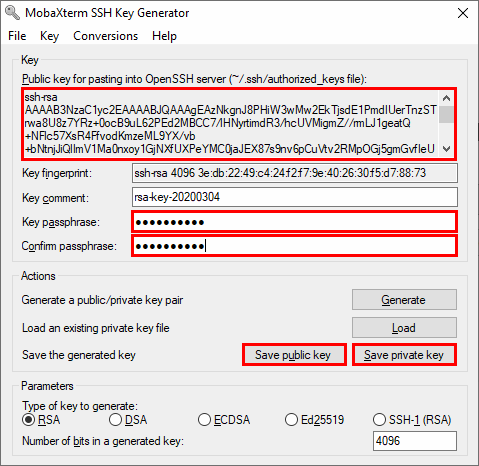 MobaXterm SSH Key Generator
File Key Conversions Help
Key
Public key for pasting into OpenSSH server (~/.ssh/authorized_keys file):
ssh-rsa
AAAAB3NzaC1yc2EAAAABJQAAAgEAzNkgnJ8PHiW3wMw2EkTjsdE1PmdIUerTnzST
rwa8U8z7YRz+0ocB9uL62PEd2MBCC7/IHNyrtimdR3/hcUVMigmZ//rmLJ1geatQ
+NFlc57XsR4FfvodKmzeML9YX/vb
+bNtnjJiQIlmV1Ma0nxoy1GjNXfUXPeYMC0jaJEX87s9nv6pCuVtv2RMpOGj5gmGvfleU
Key fingerprint: ssh-rsa 4096 3e:db:22:49:c4:24:f2:f7:9e:40:26:30:f5:d7:88:73
Key comment: rsa-key-20200304
Key passphrase: ●●●●●●●●●●
Confirm passphrase: ●●●●●●●●●●
Actions
Generate a public/private key pair Generate
Load an existing private key file Load
Save the generated key Save public key Save private key
Parameters
Type of key to generate:
RSA DSA ECDSA Ed25519 SSH-1 (RSA)
Number of bits in a generated key: 4096